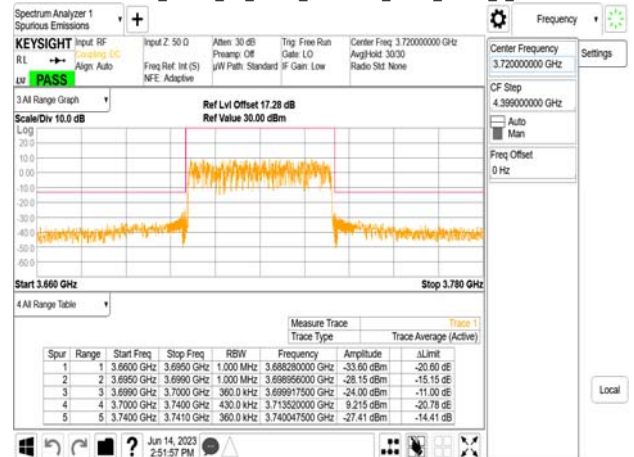 Spectrum Analyzer 1
Spurious Emissions
Frequency
KEYSIGHT Input: RF Input Z: 50 Ω Atten: 30 dB Trig: Free Run Center Freq: 3.720000000 GHz
RL Coupling: DC Preamp: Off Gate: LO Avg|Hold: 30/30
Align: Auto Freq Ref: Int (S) µW Path: Standard IF Gain: Low Radio Std: None
LU PASS NFE: Adaptive
Center Frequency
3.720000000 GHz
Settings
CF Step
4.399000000 GHz
Auto
Man
Freq Offset
0 Hz
Local
3 All Range Graph
Ref Lvl Offset 17.28 dB
Scale/Div 10.0 dB Ref Value 30.00 dBm
Log
20.0
10.0
0.00
-10.0
-20.0
-30.0
-40.0
-50.0
-60.0
Start 3.660 GHz Stop 3.780 GHz
4 All Range Table
Measure Trace Trace 1
Trace Type Trace Average (Active)
Spur Range Start Freq Stop Freq RBW Frequency Amplitude ΔLimit
1 1 3.6600 GHz 3.6950 GHz 1.000 MHz 3.688280000 GHz -33.60 dBm -20.60 dB
2 2 3.6950 GHz 3.6990 GHz 1.000 MHz 3.698956000 GHz -28.15 dBm -15.15 dB
3 3 3.6990 GHz 3.7000 GHz 360.0 kHz 3.699917500 GHz -24.00 dBm -11.00 dB
4 4 3.7000 GHz 3.7400 GHz 430.0 kHz 3.713520000 GHz 9.215 dBm -20.78 dB
5 5 3.7400 GHz 3.7410 GHz 360.0 kHz 3.740047500 GHz -27.41 dBm -14.41 dB
Jun 14, 2023
2:51:57 PM